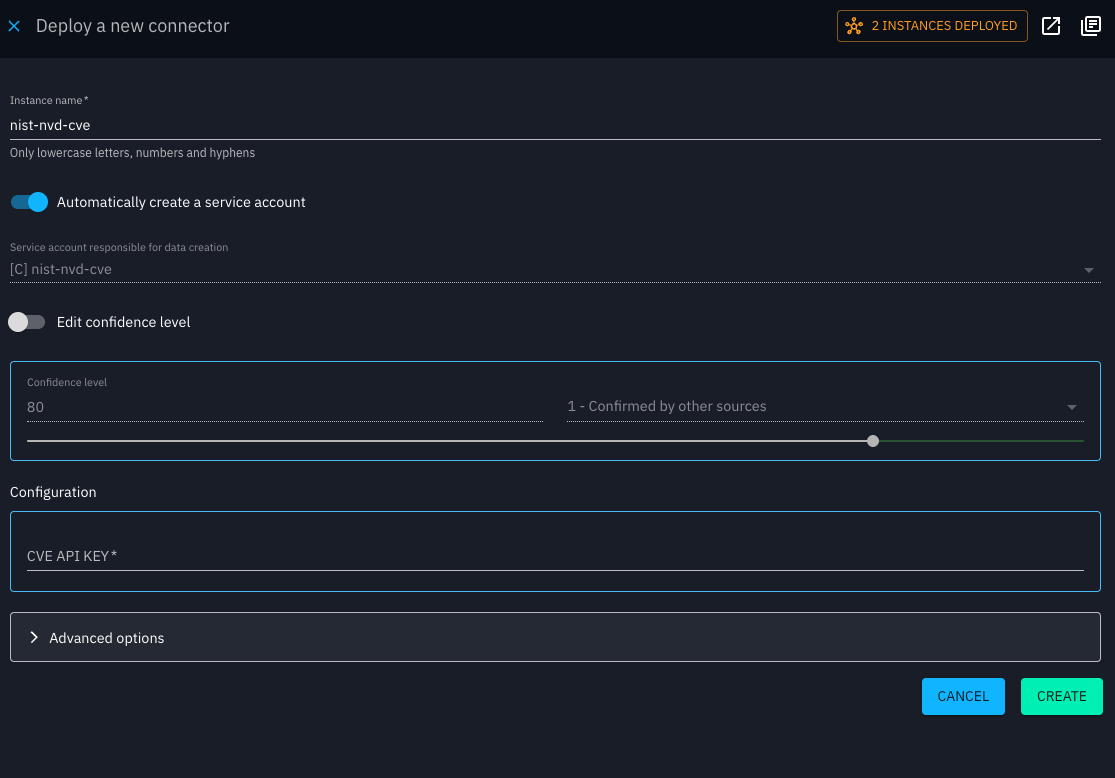 Deploy a new connector
2 INSTANCES DEPLOYED
Instance name *
nist-nvd-cve
Only lowercase letters, numbers and hyphens
Automatically create a service account
Service account responsible for data creation
[C] nist-nvd-cve
Edit confidence level
Confidence level
80
1 - Confirmed by other sources
Configuration
CVE API KEY *
Advanced options
CANCEL
CREATE